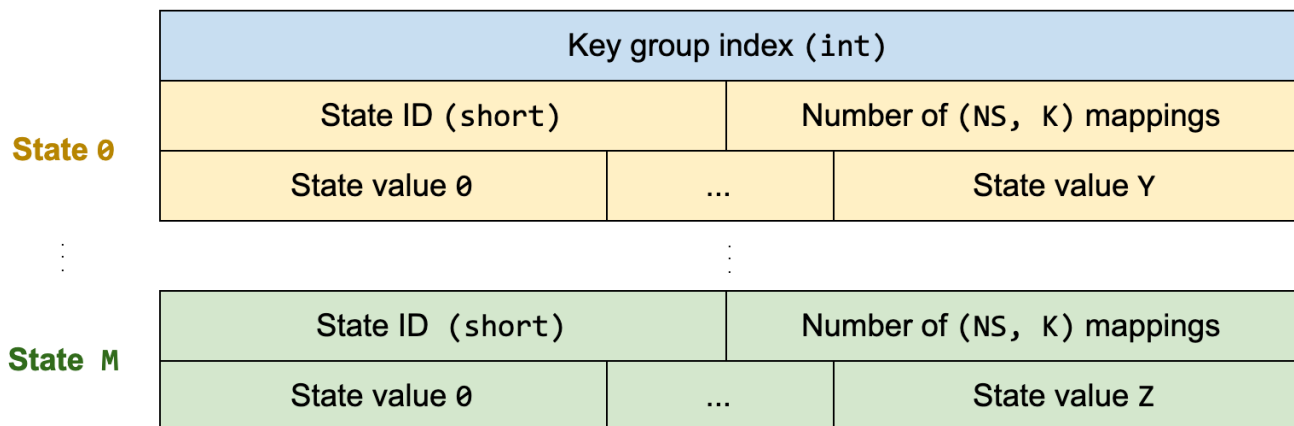 Key group index (int)
State ID (short) Number of (NS, K) mappings
State 0
State value 0 ... State value Y
State ID (short) Number of (NS, K) mappings
State M
State value 0 ... State value Z